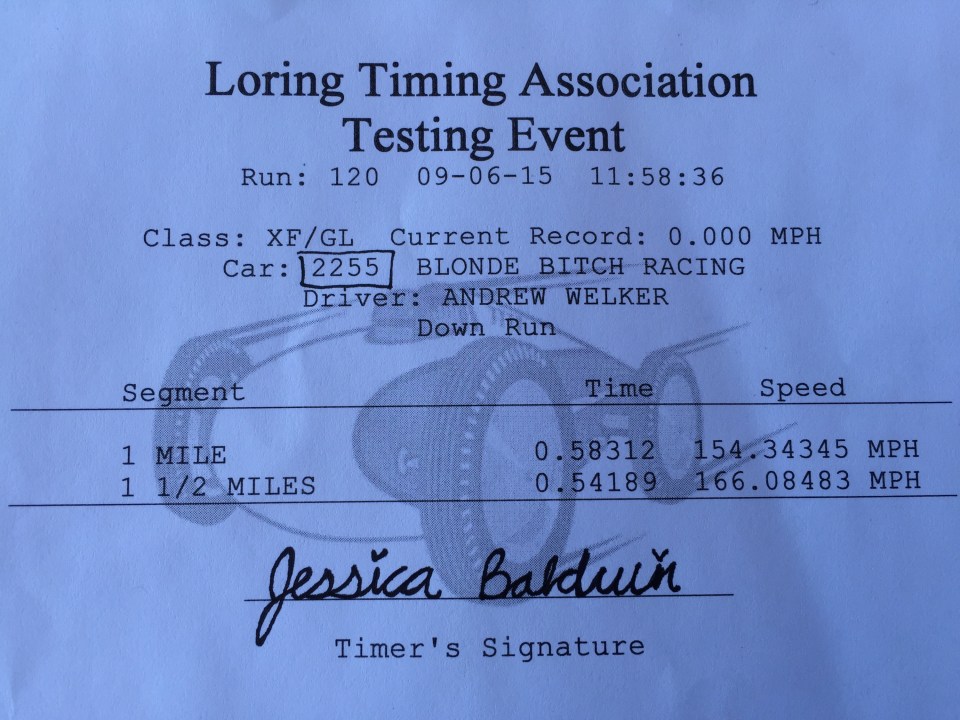 Loring Timing Association
Testing Event
Run: 120 09-06-15 11:58:36
Class: XF/GL Current Record: 0.000 MPH
Car: 2255 BLONDE BITCH RACING
Driver: ANDREW WELKER
Down Run
Segment Time Speed
1 MILE 0.58312 154.34345 MPH
1 1/2 MILES 0.54189 166.08483 MPH
Jessica Balduin
Timer's Signature